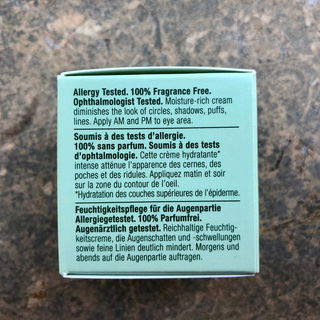 Allergy Tested. 100% Fragrance Free.
Ophthalmologist Tested. Moisture-rich cream
diminishes the look of circles, shadows, puffs,
lines. Apply AM and PM to eye area.
Soumis à des tests d'allergie.
100% sans parfum. Soumis à des
tests d'ophtalmologie. Cette crème hydratante*
intense atténue l'apparence des cernes, des
poches et des ridules. Appliquez matin et soir
sur la zone du contour de l'oeil.
*Hydratation des couches supérieures de l'épiderme.
Feuchtigkeitspflege für die Augenpartie
Allergiegetestet. 100% Parfumfrei.
Augenärztlich getestet. Reichhaltige Feuchtig-
keitscreme, die Augenschatten und -schwellungen
sowie feine Linien deutlich mindert. Morgens und
abends auf die Augenpartie auftragen.